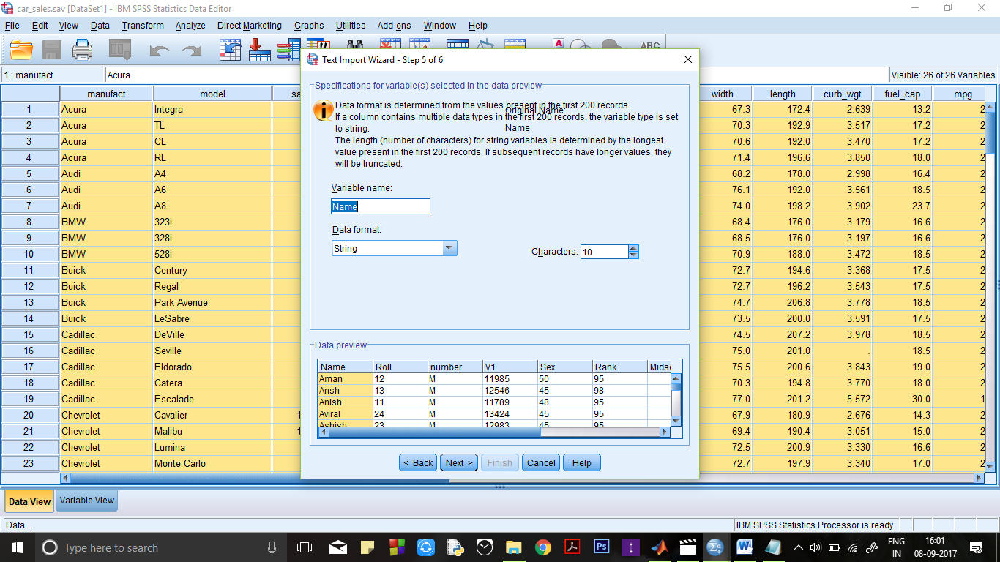 car_sales.sav [DataSet1] - IBM SPSS Statistics Data Editor
File Edit View Data Transform Analyze Direct Marketing Graphs Utilities Add-ons Window Help
A
ABC
1 : manufact Acura Visible: 26 of 26 Variables
Text Import Wizard - Step 5 of 6
Specifications for variable(s) selected in the data preview
Data format is determined from the values present in the first 200 records.
Original Name:
If a column contains multiple data types in the first 200 records, the variable type is set
to string.
Name
The length (number of characters) for string variables is determined by the longest
value present in the first 200 records. If subsequent records have longer values, they
will be truncated.
Variable name:
Name
Data format:
String Characters: 10
Data preview
Name Roll number V1 Sex Rank Mids
Aman 12 M 11985 50 95
Ansh 13 M 12546 45 98
Anish 11 M 11789 48 95
Aviral 24 M 13424 45 95
Ashish 23 M 12983 45 95
< Back Next > Finish Cancel Help
manufact model sa width length curb_wgt fuel_cap mpg
1 Acura Integra 67.3 172.4 2.639 13.2 2
2 Acura TL 70.3 192.9 3.517 17.2 2
3 Acura CL 70.6 192.0 3.470 17.2 2
4 Acura RL 71.4 196.6 3.850 18.0 2
5 Audi A4 68.2 178.0 2.998 16.4 2
6 Audi A6 76.1 192.0 3.561 18.5 2
7 Audi A8 74.0 198.2 3.902 23.7 2
8 BMW 323i 68.4 176.0 3.179 16.6 2
9 BMW 328i 68.5 176.0 3.197 16.6 2
10 BMW 528i 70.9 188.0 3.472 18.5 2
11 Buick Century 72.7 194.6 3.368 17.5 2
12 Buick Regal 72.7 196.2 3.543 17.5 2
13 Buick Park Avenue 74.7 206.8 3.778 18.5 2
14 Buick LeSabre 73.5 200.0 3.591 17.5 2
15 Cadillac DeVille 74.5 207.2 3.978 18.5 2
16 Cadillac Seville 75.0 201.0 . 18.5 2
17 Cadillac Eldorado 75.5 200.6 3.843 19.0 2
18 Cadillac Catera 70.3 194.8 3.770 18.0 2
19 Cadillac Escalade 77.0 201.2 5.572 30.0 1
20 Chevrolet Cavalier 1 67.9 180.9 2.676 14.3 2
21 Chevrolet Malibu 1 69.4 190.4 3.051 15.0 2
22 Chevrolet Lumina 72.5 200.9 3.330 16.6 2
23 Chevrolet Monte Carlo 72.7 197.9 3.340 17.0 2
Data View Variable View
Data... IBM SPSS Statistics Processor is ready
Type here to search Ps W ENG 16:01
IN 08-09-2017